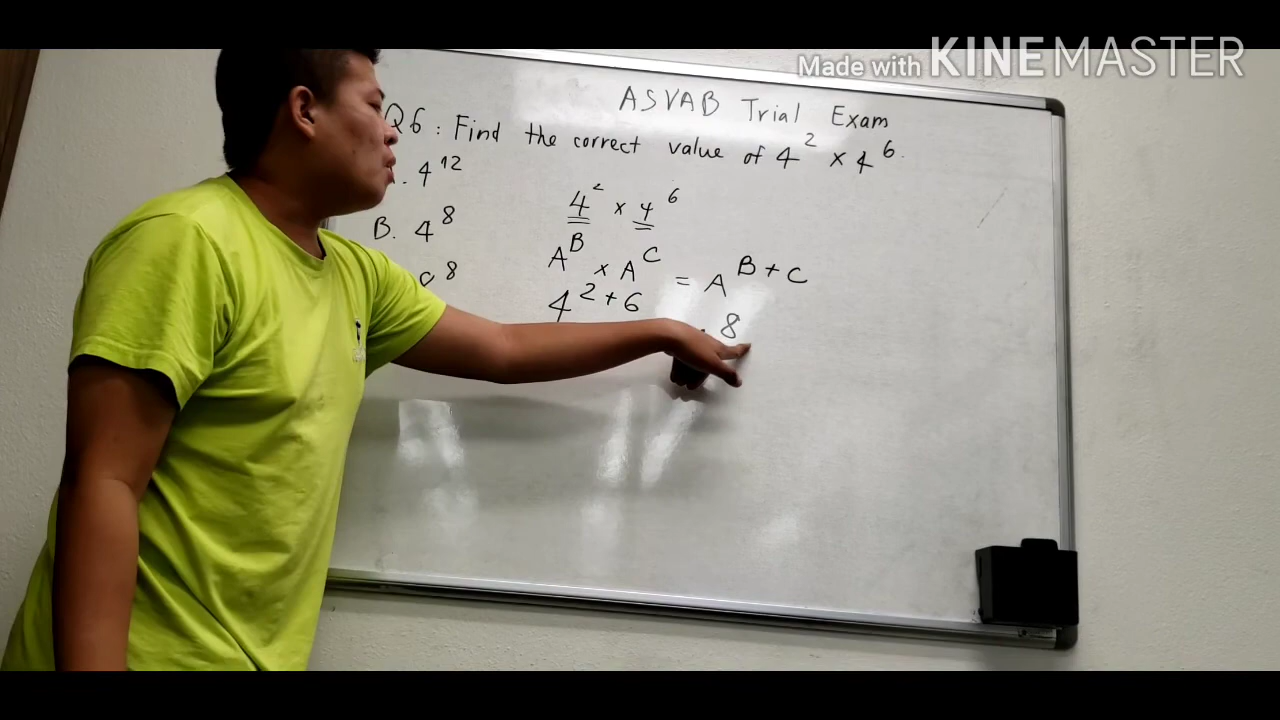 Made with KINEMASTER
ASVAB Trial Exam
Q6: Find the correct value of 4² × 4⁶.
. 4¹²
B. 4⁸
⁸
4² × 4⁶
A^B × A^C = A^(B+C)
4^(2+6)
8